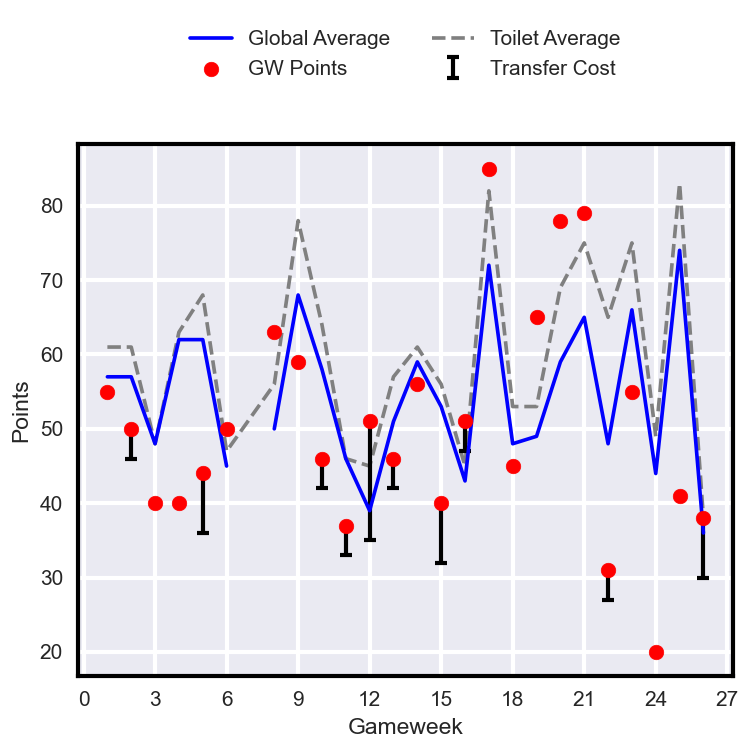 Global Average
Toilet Average
GW Points
Transfer Cost
Points
80
70
60
50
40
30
20
0 3 6 9 12 15 18 21 24 27
Gameweek